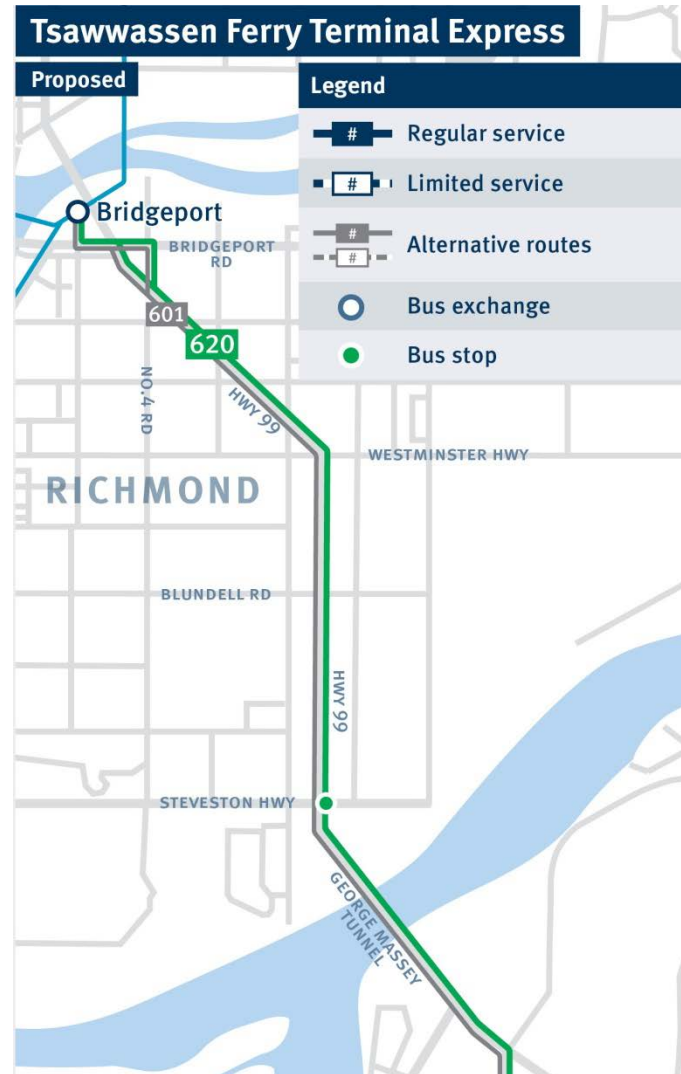 Tsawwassen Ferry Terminal Express
Proposed
Legend
# Regular service
# Limited service
#
# Alternative routes
Bus exchange
Bus stop
Bridgeport
BRIDGEPORT
RD
601
620
NO.4 RD
HWY 99
WESTMINSTER HWY
RICHMOND
BLUNDELL RD
HWY 99
STEVESTON HWY
GEORGE MASSEY
TUNNEL